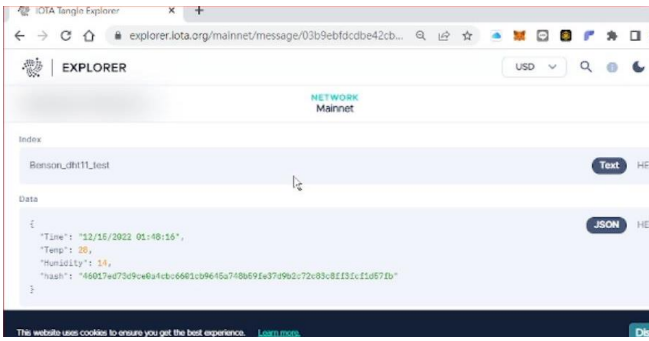 IOTA Tangle Explorer
explorer.iota.org/mainnet/message/03b9ebfdcdbe42cb...
EXPLORER
USD
NETWORK
Mainnet
Index
Benson_dht11_test
Text
HE
Data
{
"Time": "12/15/2022 01:48:16",
"Temp": 28,
"Humidity": 14,
"hash":
}
JSON
HE
This website uses cookies to ensure you get the best experience. Learn more.
Dis